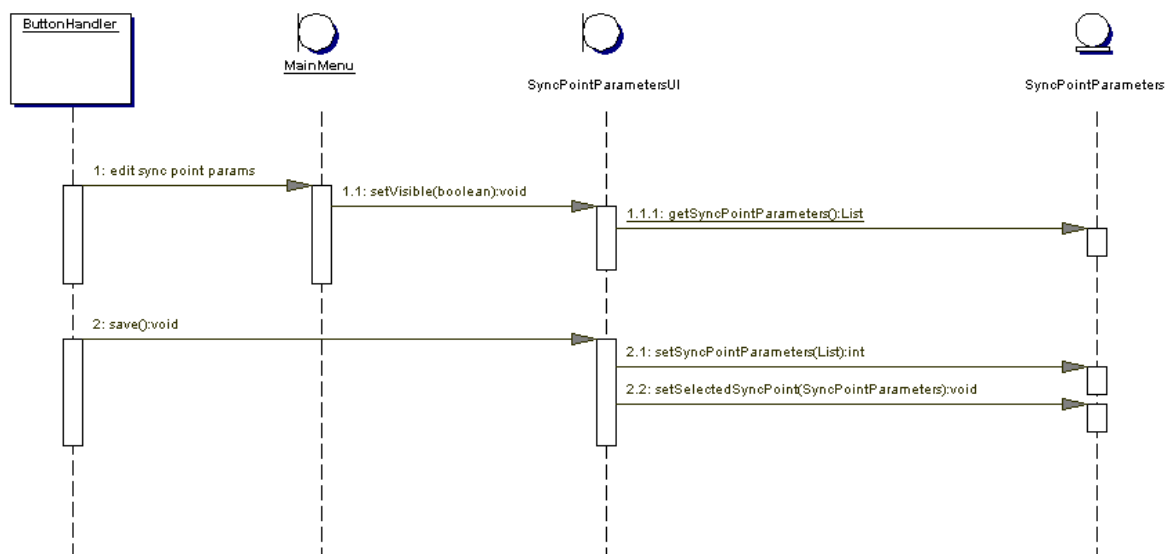 ButtonHandler
MainMenu
SyncPointParametersUI
SyncPointParameters
1: edit sync point params
1.1: setVisible(boolean):void
1.1.1: getSyncPointParameters():List
2: save():void
2.1: setSyncPointParameters(List):int
2.2: setSelectedSyncPoint(SyncPointParameters):void